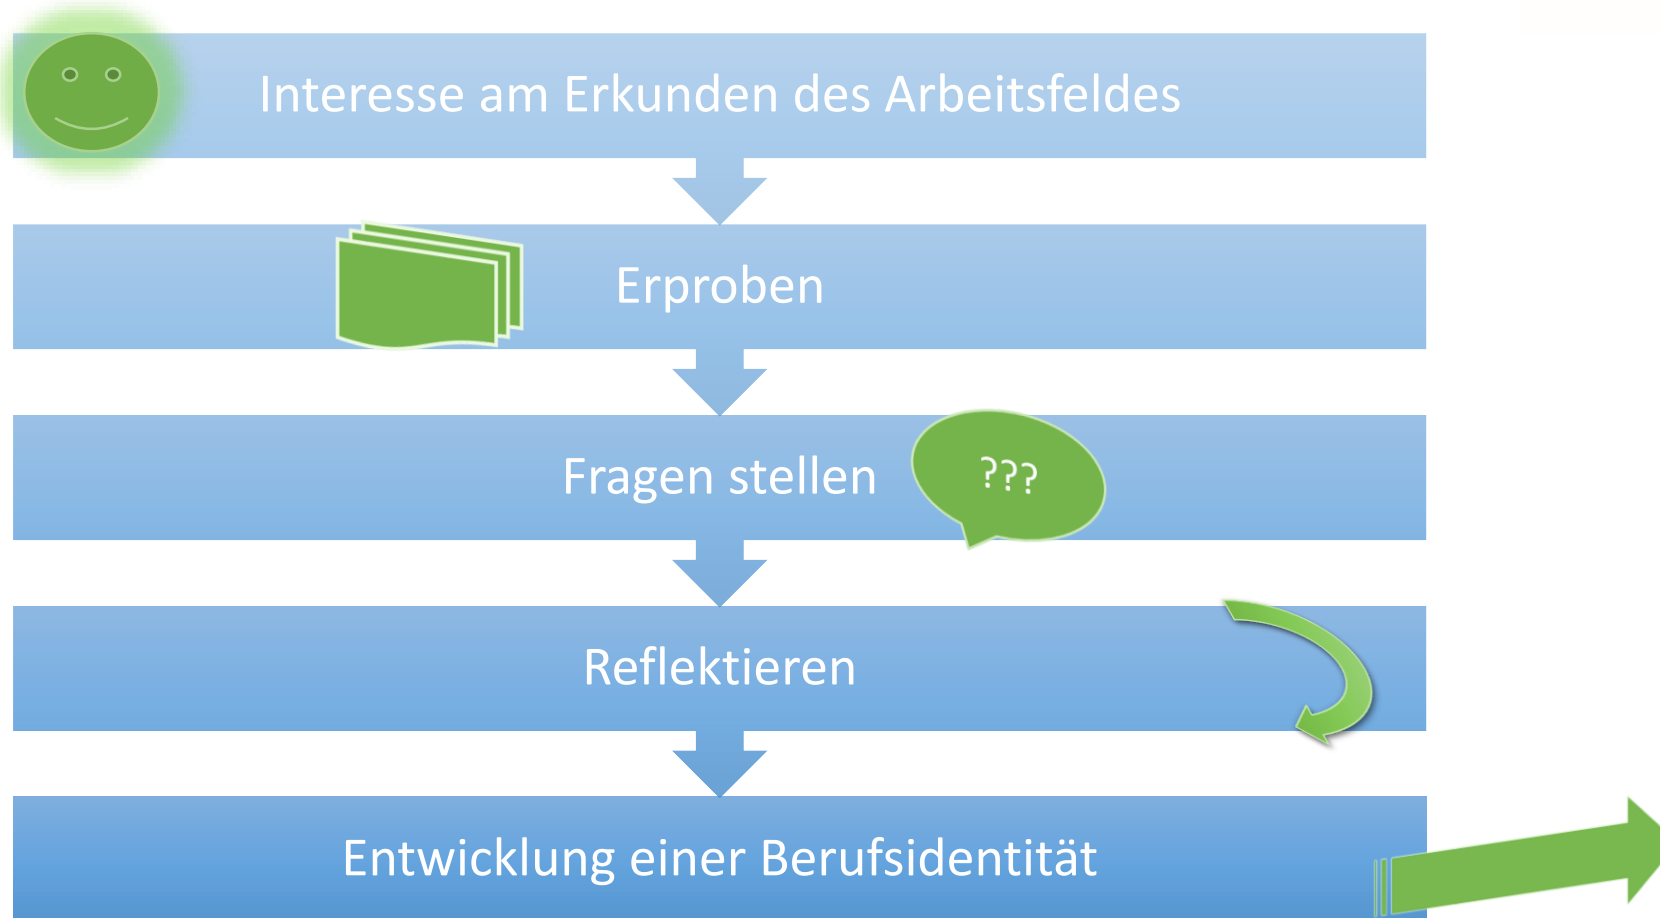 Interesse am Erkunden des Arbeitsfeldes
Erproben
Fragen stellen
???
Reflektieren
Entwicklung einer Berufsidentität